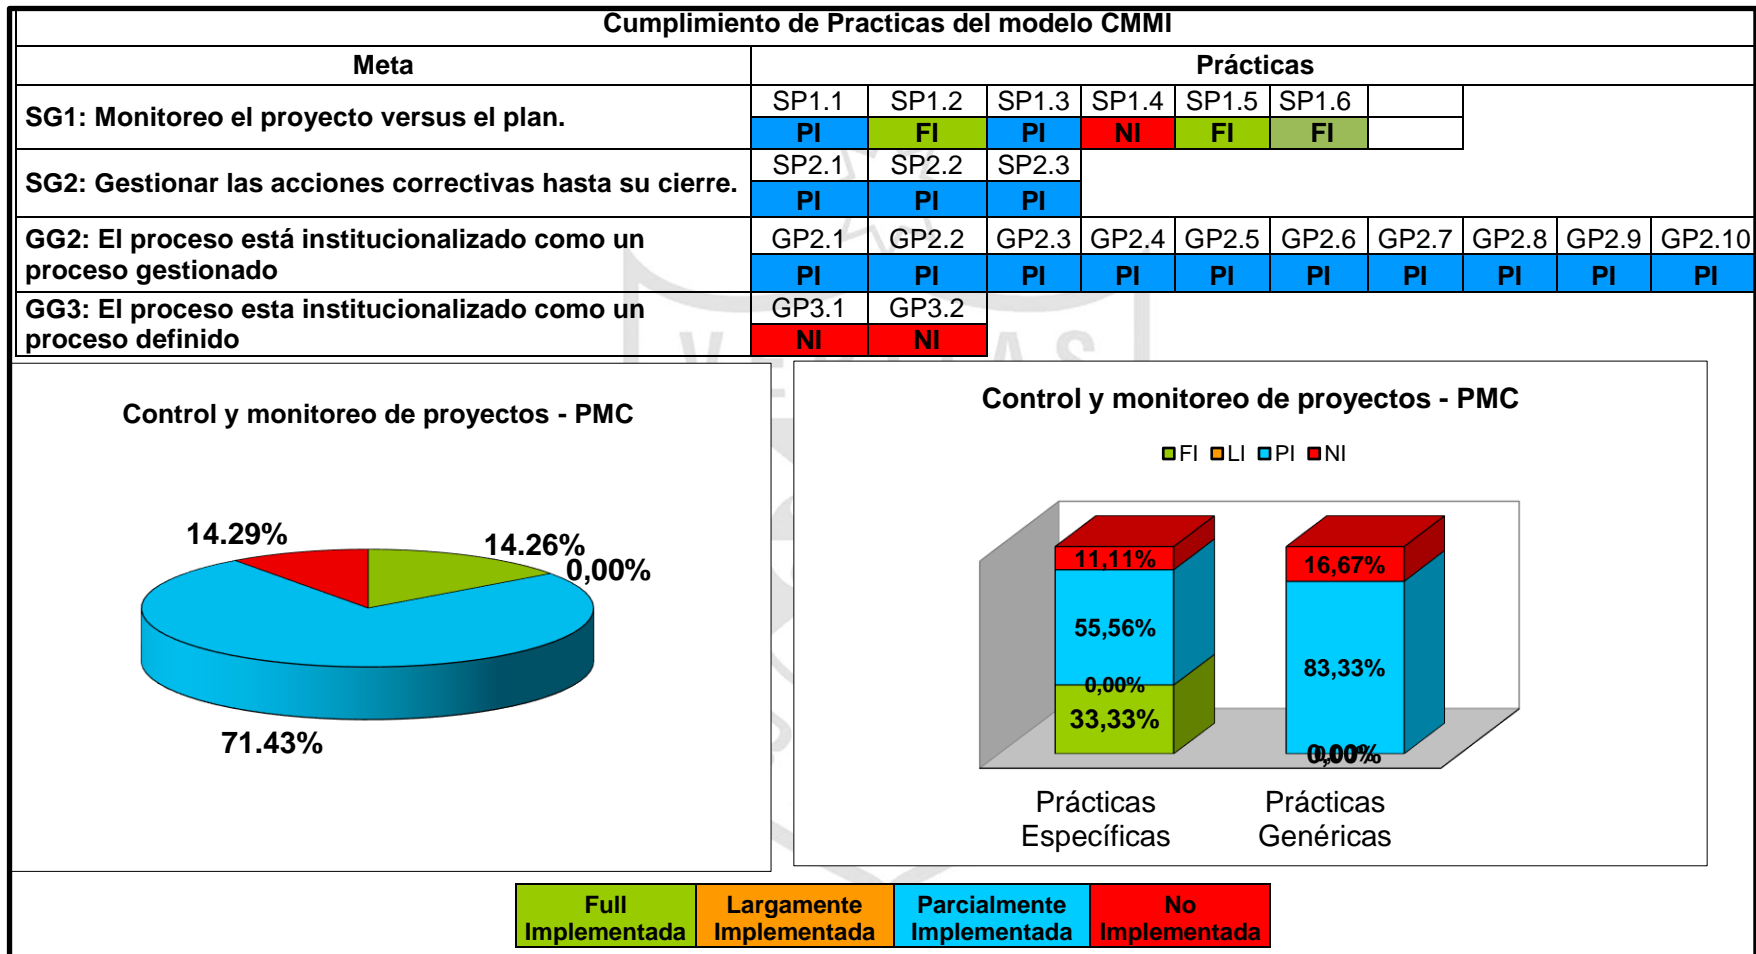 Cumplimiento de Practicas del modelo CMMI
Meta Prácticas
SG1: Monitoreo el proyecto versus el plan.
SP1.1 SP1.2 SP1.3 SP1.4 SP1.5 SP1.6
PI FI PI NI FI FI
SG2: Gestionar las acciones correctivas hasta su cierre.
SP2.1 SP2.2 SP2.3
PI PI PI
GG2: El proceso está institucionalizado como un
proceso gestionado
GP2.1 GP2.2 GP2.3 GP2.4 GP2.5 GP2.6 GP2.7 GP2.8 GP2.9 GP2.10
PI PI PI PI PI PI PI PI PI PI
GG3: El proceso esta institucionalizado como un
proceso definido
GP3.1 GP3.2
NI NI
Control y monitoreo de proyectos - PMC
14.29%
14.26%
0,00%
71.43%
Control y monitoreo de proyectos - PMC
FI LI PI NI
11,11%
55,56%
0,00%
33,33%
16,67%
83,33%
0,00%
Prácticas
Específicas
Prácticas
Genéricas
Full
Implementada
Largamente
Implementada
Parcialmente
Implementada
No
Implementada